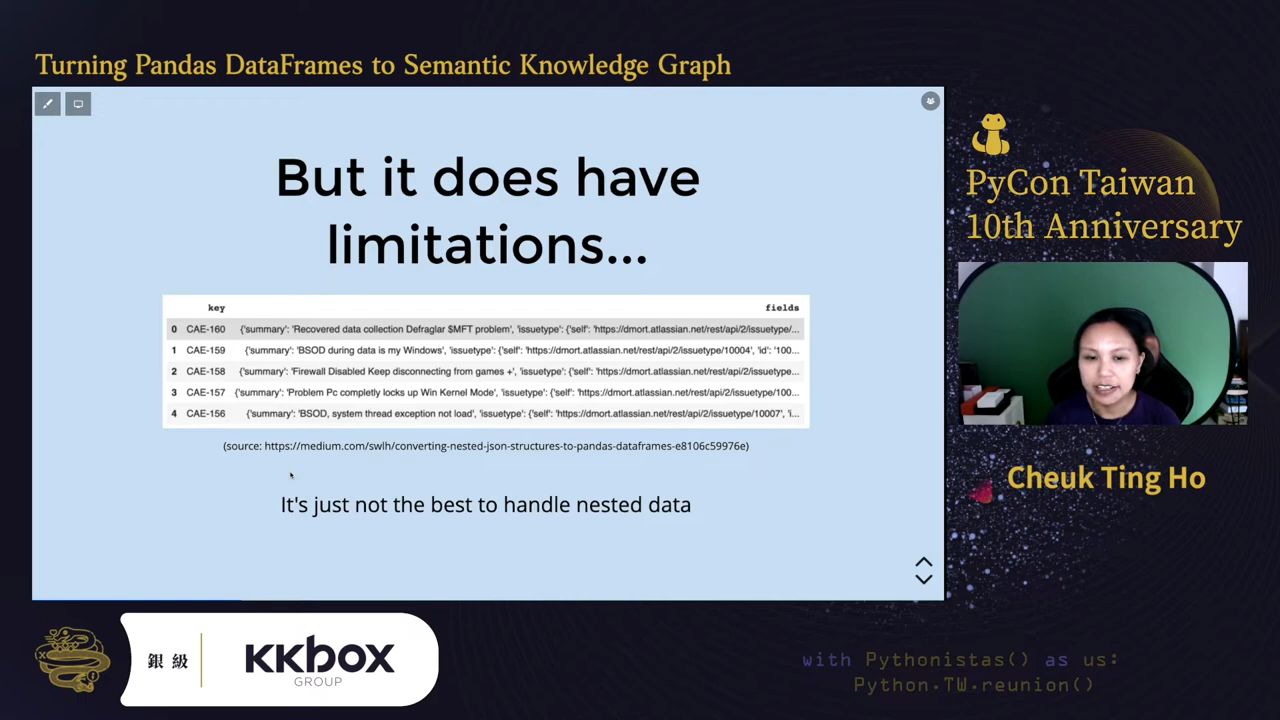 Turning Pandas DataFrames to Semantic Knowledge Graph
But it does have
limitations...
key fields
0 CAE-160 {'summary': 'Recovered data collection Defraglar $MFT problem', 'issuetype': {'self': 'https://dmort.atlassian.net/rest/api/2/issuetype/...
1 CAE-159 {'summary': 'BSOD during data is my Windows', 'issuetype': {'self': 'https://dmort.atlassian.net/rest/api/2/issuetype/10004', 'id': '100...
2 CAE-158 {'summary': 'Firewall Disabled Keep disconnecting from games +', 'issuetype': {'self': 'https://dmort.atlassian.net/rest/api/2/issuetype...
3 CAE-157 {'summary': 'Problem Pc completly locks up Win Kernel Mode', 'issuetype': {'self': 'https://dmort.atlassian.net/rest/api/2/issuetype/100...
4 CAE-156 {'summary': 'BSOD, system thread exception not load', 'issuetype': {'self': 'https://dmort.atlassian.net/rest/api/2/issuetype/10007', 'i...
(source: https://medium.com/swlh/converting-nested-json-structures-to-pandas-dataframes-e8106c59976e)
It's just not the best to handle nested data
PyCon Taiwan
10th Anniversary
Cheuk Ting Ho
銀級
KKBOX
GROUP
with Pythonistas() as us:
Python.TW.reunion()